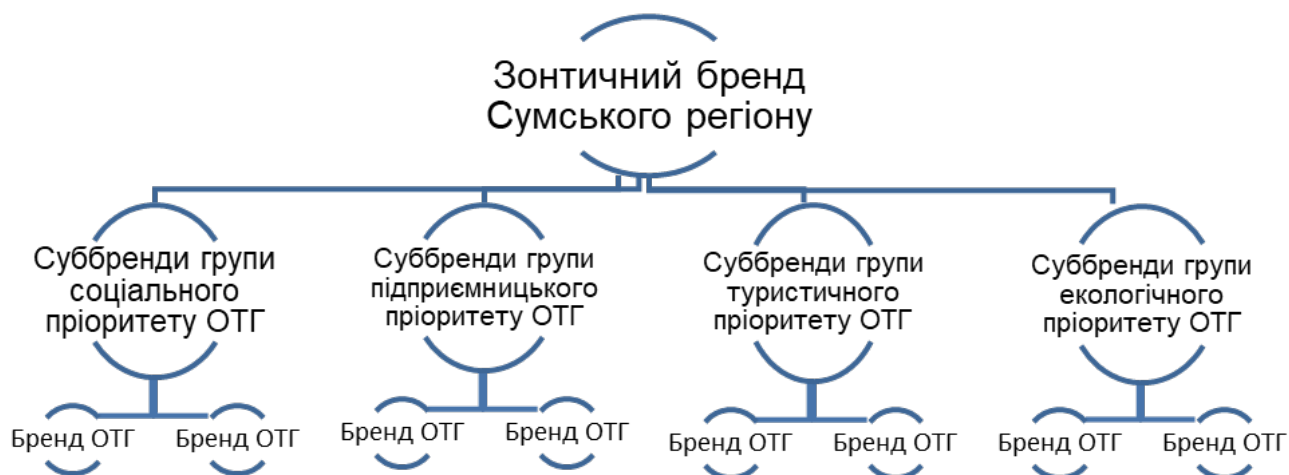 Зонтичний бренд
Сумського регіону
Суббренди групи
соціального
пріоритету ОТГ
Суббренди групи
підприємницького
пріоритету ОТГ
Суббренди групи
туристичного
пріоритету ОТГ
Суббренди групи
екологічного
пріоритету ОТГ
Бренд ОТГ
Бренд ОТГ
Бренд ОТГ
Бренд ОТГ
Бренд ОТГ
Бренд ОТГ
Бренд ОТГ
Бренд ОТГ